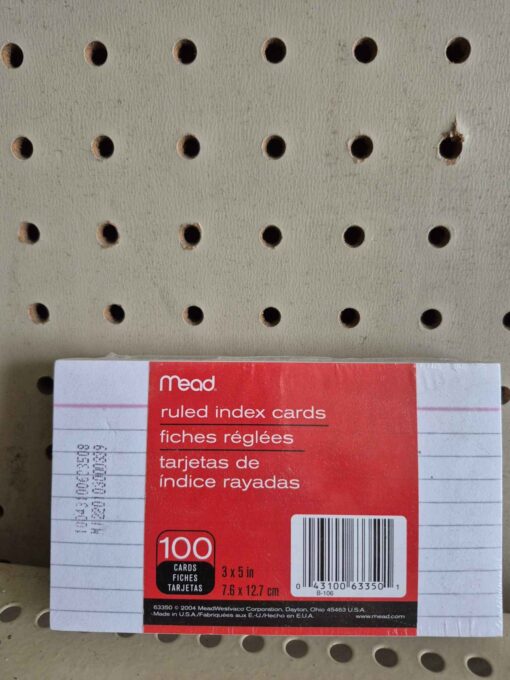 Mead
ruled index cards
fiches réglées
tarjetas de
índice rayadas
100
CARDS
FICHES
TARJETAS
3 x 5 in
7.6 x 12.7 cm
0 43100 63350 1
B-106
63350 © 2004 MeadWestvaco Corporation, Dayton, Ohio 45463 U.S.A.
Made in U.S.A./Fabriquées aux E.-U./Hecho en E.U.A. www.mead.com